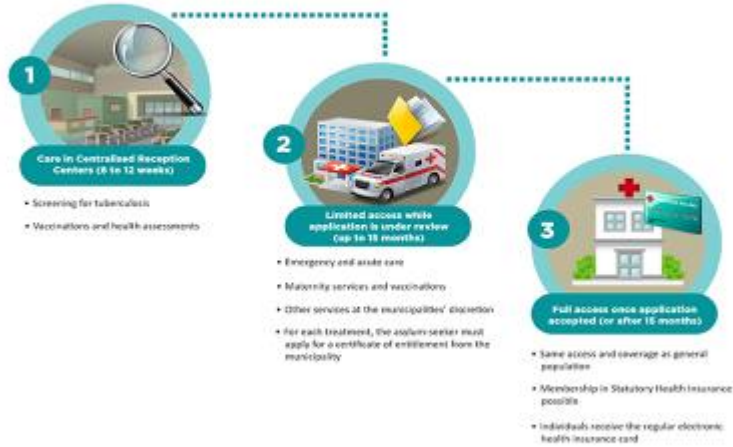 1
Care in Centralised Reception
Centers (6 to 12 weeks)
• Screening for tuberculosis
• Vaccinations and health assessments
2
Limited access while
application is under review
(up to 15 months)
• Emergency and acute care
• Maternity services and vaccinations
• Other services at the municipalities' discretion
• For each treatment, the asylum-seeker must
apply for a certificate of entitlement from the
municipality
3
Full access once application
accepted (or after 15 months)
• Same access and coverage as general
population
• Membership in Statutory Health Insurance
possible
• Individuals receive the regular electronic
health insurance card